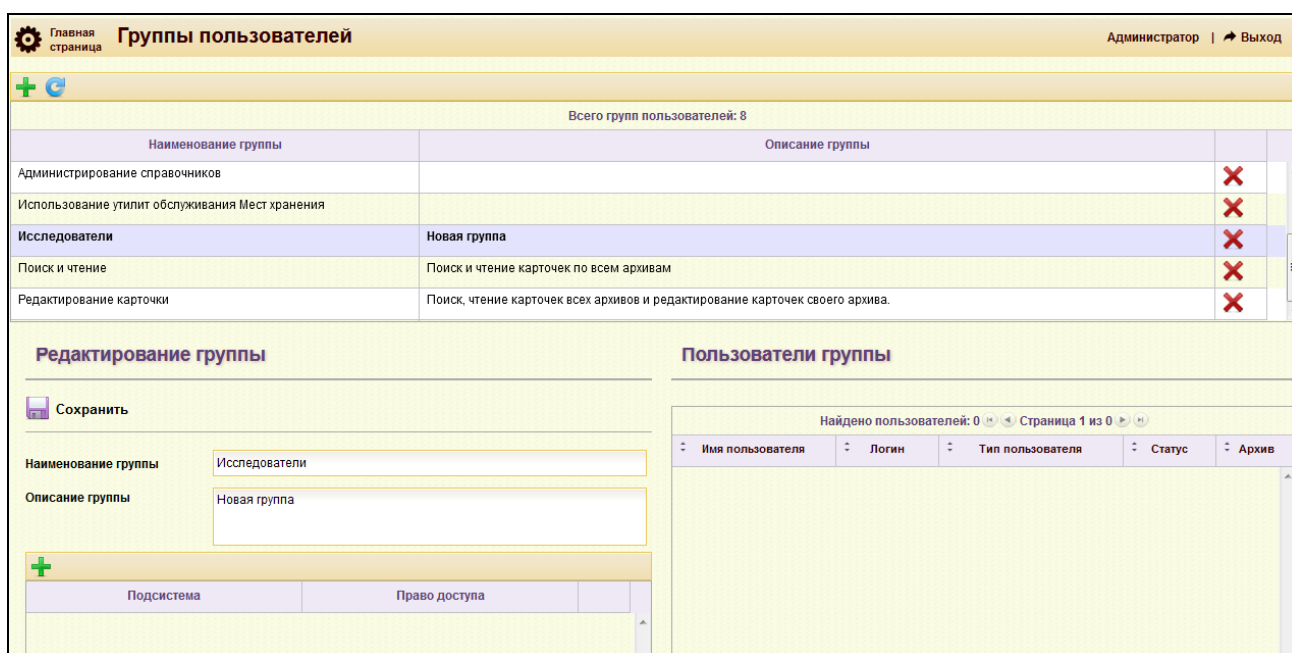 Главная страница
Группы пользователей
Администратор | Выход
Всего групп пользователей: 8
Наименование группы Описание группы
Администрирование справочников
Использование утилит обслуживания Мест хранения
Исследователи Новая группа
Поиск и чтение Поиск и чтение карточек по всем архивам
Редактирование карточки Поиск, чтение карточек всех архивов и редактирование карточек своего архива.
Редактирование группы
Пользователи группы
Сохранить
Найдено пользователей: 0 Страница 1 из 0
Имя пользователя Логин Тип пользователя Статус Архив
Наименование группы Исследователи
Описание группы Новая группа
Подсистема Право доступа